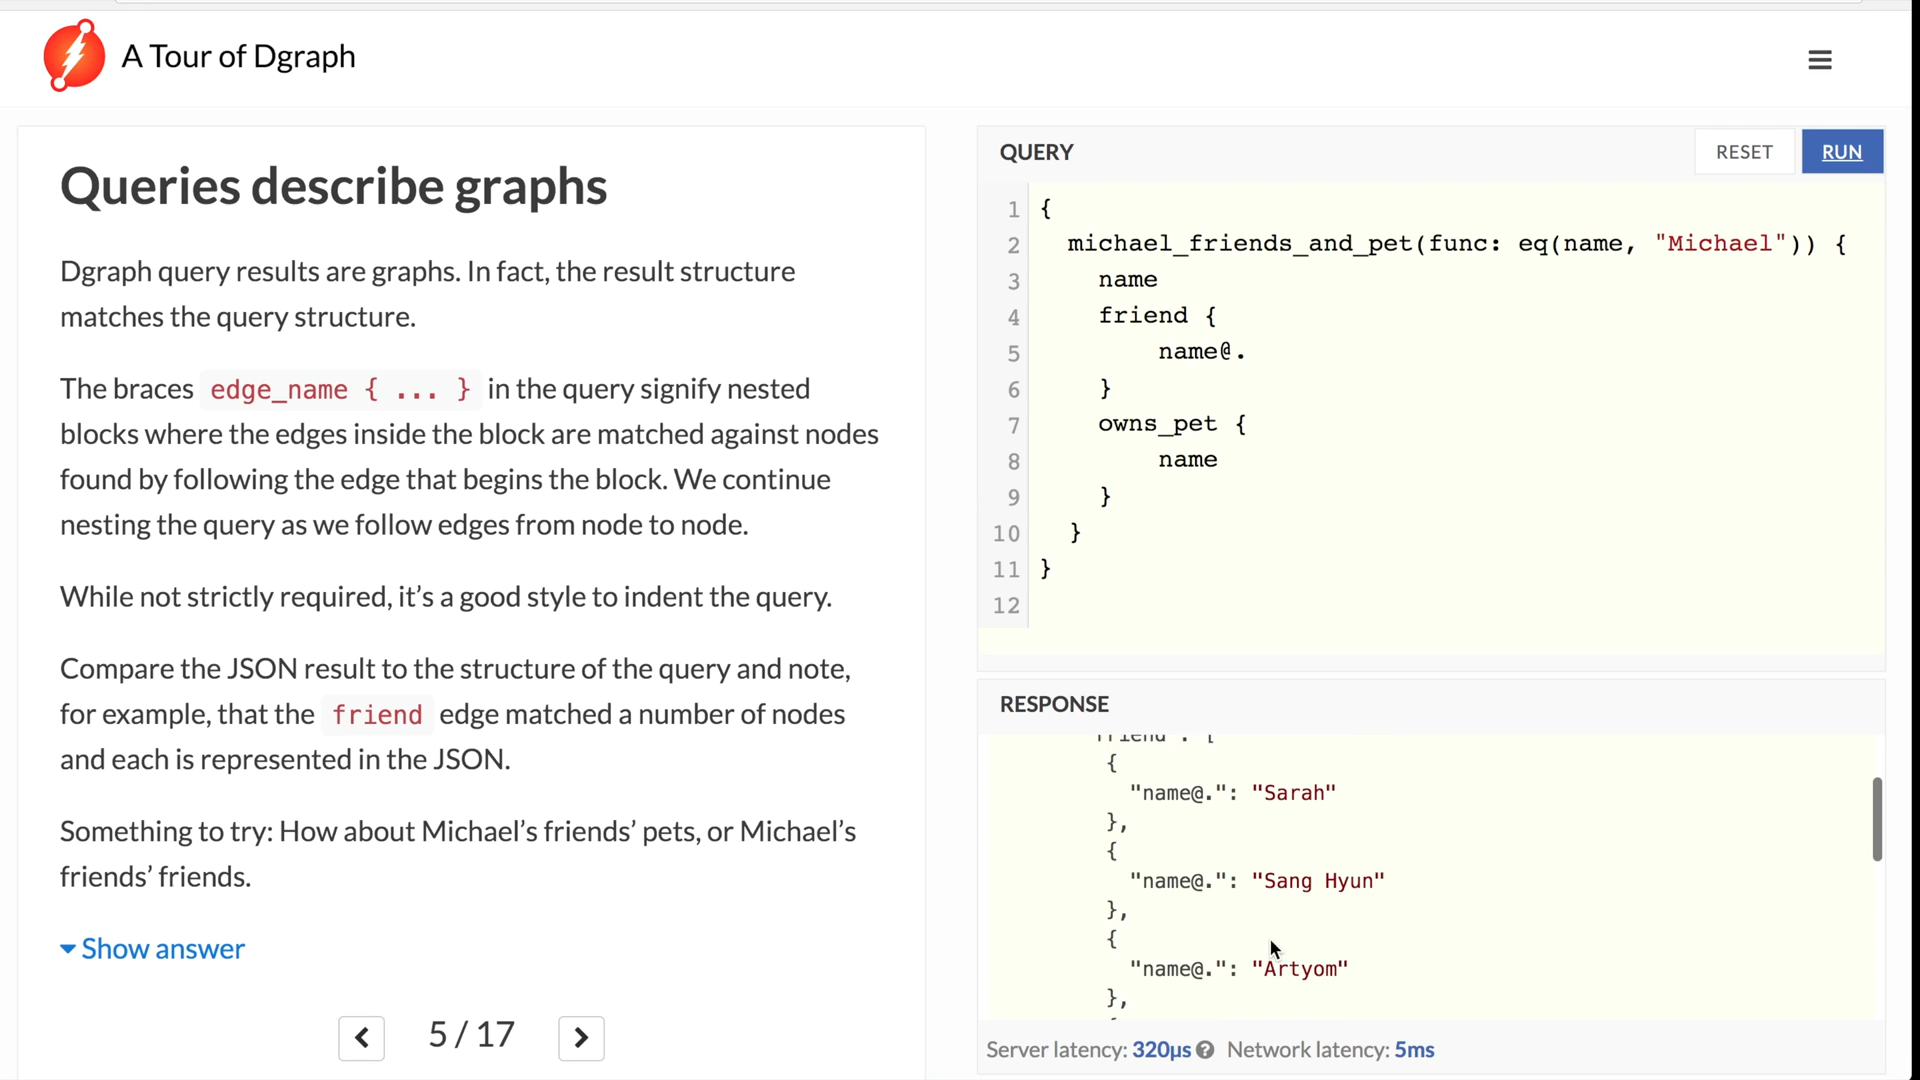 A Tour of Dgraph
Queries describe graphs
Dgraph query results are graphs. In fact, the result structure
matches the query structure.
The braces edge_name { ... } in the query signify nested
blocks where the edges inside the block are matched against nodes
found by following the edge that begins the block. We continue
nesting the query as we follow edges from node to node.
While not strictly required, it’s a good style to indent the query.
Compare the JSON result to the structure of the query and note,
for example, that the friend edge matched a number of nodes
and each is represented in the JSON.
Something to try: How about Michael’s friends’ pets, or Michael’s
friends’ friends.
Show answer
5 / 17
QUERY
RESET
RUN
1 {
2 michael_friends_and_pet(func: eq(name, "Michael")) {
3 name
4 friend {
5 name@.
6 }
7 owns_pet {
8 name
9 }
10 }
11 }
12
RESPONSE
friend": [
{
"name@.": "Sarah"
},
{
"name@.": "Sang Hyun"
},
{
"name@.": "Artyom"
},
Server latency: 320µs ? Network latency: 5ms